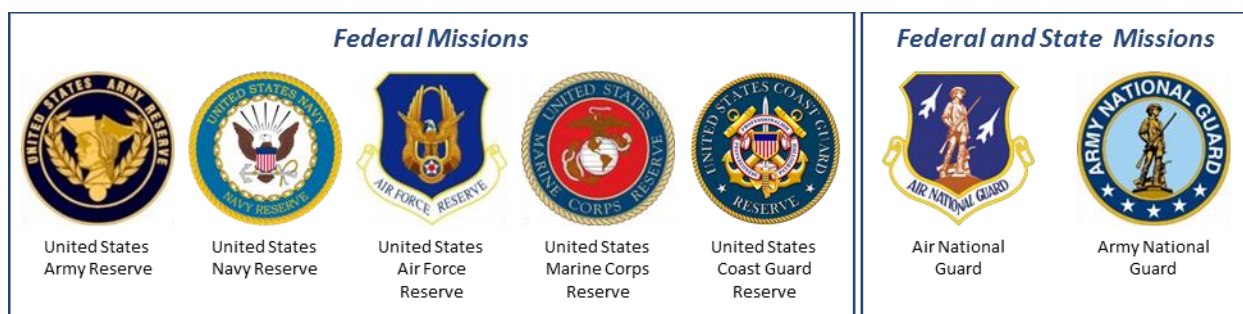 Federal Missions
Federal and State Missions
UNITED STATES ARMY RESERVE
UNITED STATES NAVY
NAVY RESERVE
AIR FORCE RESERVE
UNITED STATES
MARINE CORPS RESERVE
UNITED STATES COAST GUARD
RESERVE
AIR NATIONAL GUARD
ARMY NATIONAL GUARD
United States
Army Reserve
United States
Navy Reserve
United States
Air Force
Reserve
United States
Marine Corps
Reserve
United States
Coast Guard
Reserve
Air National
Guard
Army National
Guard